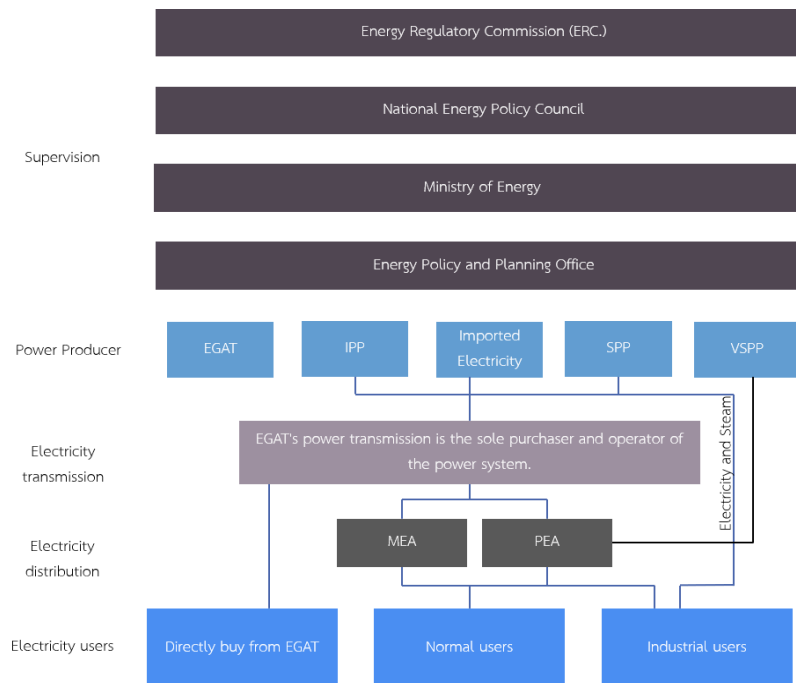 Energy Regulatory Commission (ERC.)
National Energy Policy Council
Supervision
Ministry of Energy
Energy Policy and Planning Office
Power Producer
EGAT
IPP
Imported
Electricity
SPP
VSPP
Electricity and Steam
Electricity
transmission
EGAT's power transmission is the sole purchaser and operator of
the power system.
Electricity
distribution
MEA
PEA
Electricity users
Directly buy from EGAT
Normal users
Industrial users